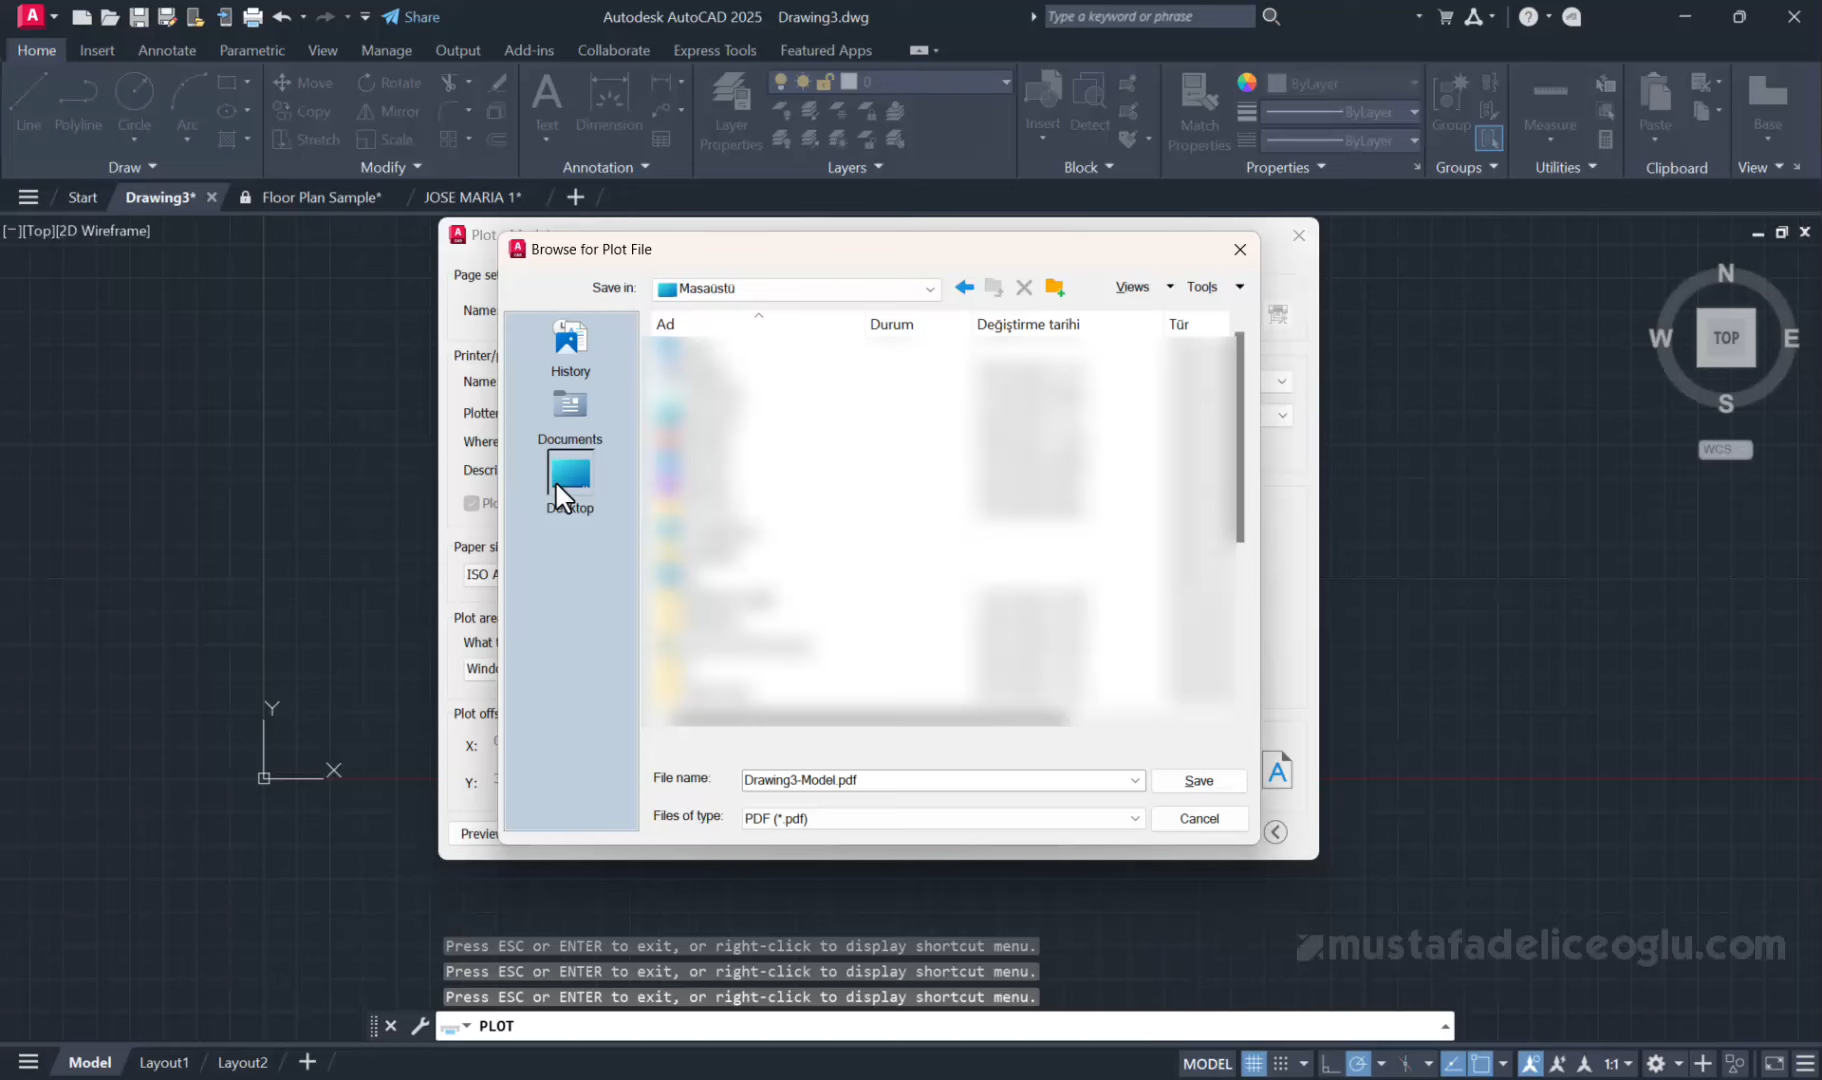 Share
Autodesk AutoCAD 2025 Drawing3.dwg
Type a keyword or phrase
Home Insert Annotate Parametric View Manage Output Add-ins Collaborate Express Tools Featured Apps
Line Polyline Circle Arc
Move Rotate
Copy Mirror
Stretch Scale
Text Dimension
Layer Properties
0
Insert Detect
Match Properties
ByLayer
ByLayer
ByLayer
Group Measure Paste Base
Draw Modify Annotation Layers Block Properties Groups Utilities Clipboard View
Start Drawing3* Floor Plan Sample* JOSE MARIA 1*
[−][Top][2D Wireframe]
Plot
Browse for Plot File
Page se
Name
Printer/
Name
Plotter
Where
Descri
Plo
Paper si
ISO A
Plot are
What t
Windo
Plot offs
X:
Y:
Preview
Save in: Masaüstü
Views Tools
Ad Durum Değiştirme tarihi Tür
History
Documents
Desktop
File name: Drawing3-Model.pdf Save
Files of type: PDF (*.pdf) Cancel
N
W TOP E
S
WCS
Y
X
mustafadeliceoglu.com
Press ESC or ENTER to exit, or right-click to display shortcut menu.
Press ESC or ENTER to exit, or right-click to display shortcut menu.
Press ESC or ENTER to exit, or right-click to display shortcut menu.
PLOT
Model Layout1 Layout2 MODEL 1:1